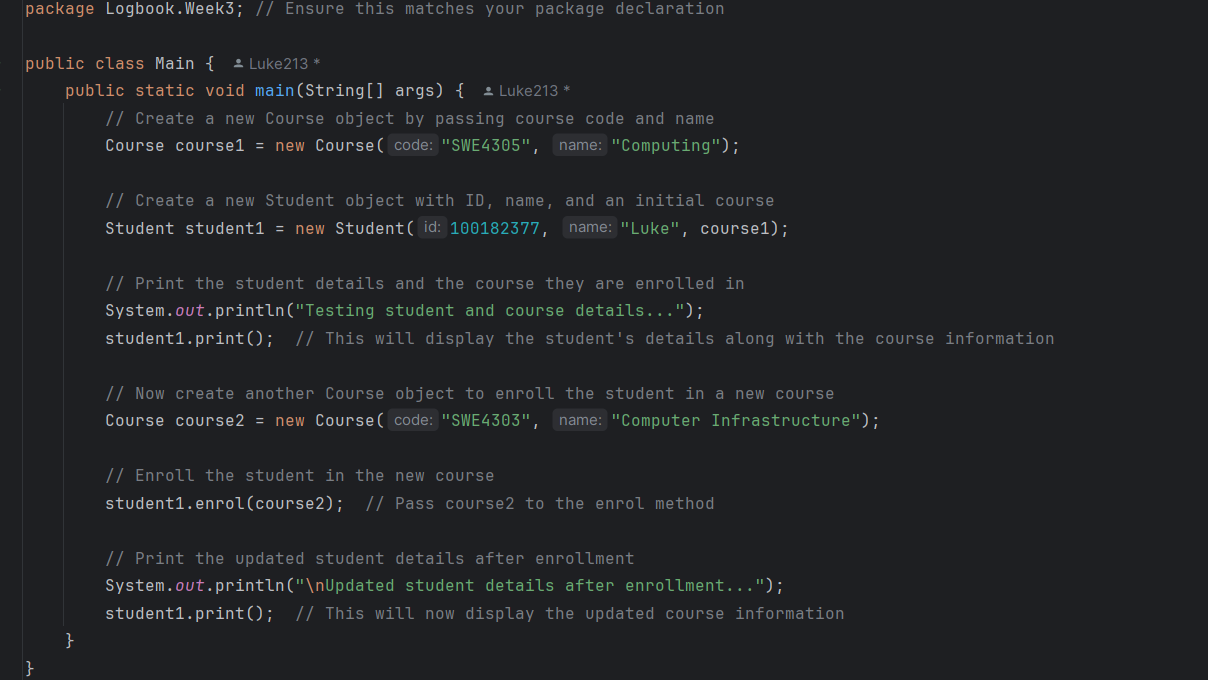 package Logbook.Week3; // Ensure this matches your package declaration
public class Main { Luke213 *
public static void main(String[] args) { Luke213 *
// Create a new Course object by passing course code and name
Course course1 = new Course( code: "SWE4305", name: "Computing");
// Create a new Student object with ID, name, and an initial course
Student student1 = new Student( id: 100182377, name: "Luke", course1);
// Print the student details and the course they are enrolled in
System.out.println("Testing student and course details...");
student1.print(); // This will display the student's details along with the course information
// Now create another Course object to enroll the student in a new course
Course course2 = new Course( code: "SWE4303", name: "Computer Infrastructure");
// Enroll the student in the new course
student1.enrol(course2); // Pass course2 to the enrol method
// Print the updated student details after enrollment
System.out.println("\nUpdated student details after enrollment...");
student1.print(); // This will now display the updated course information
}
}